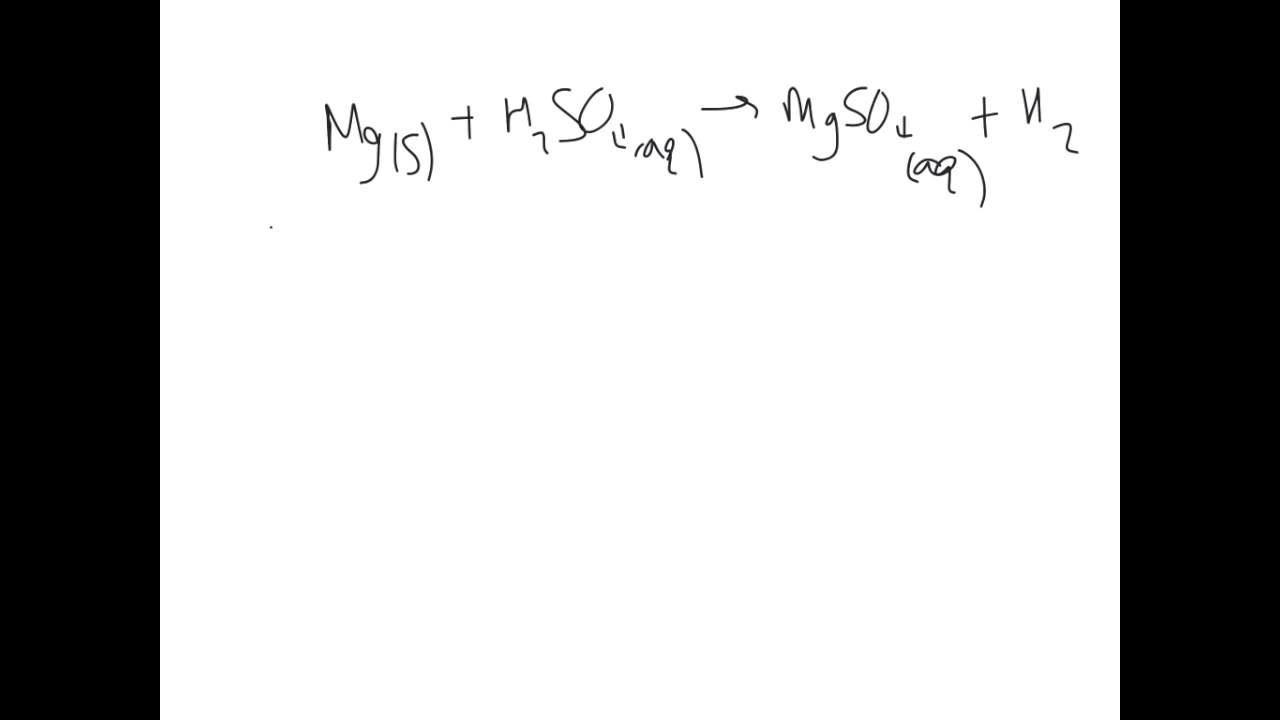 Mg(s) + H₂SO₄(aq) → MgSO₄(aq) + H₂